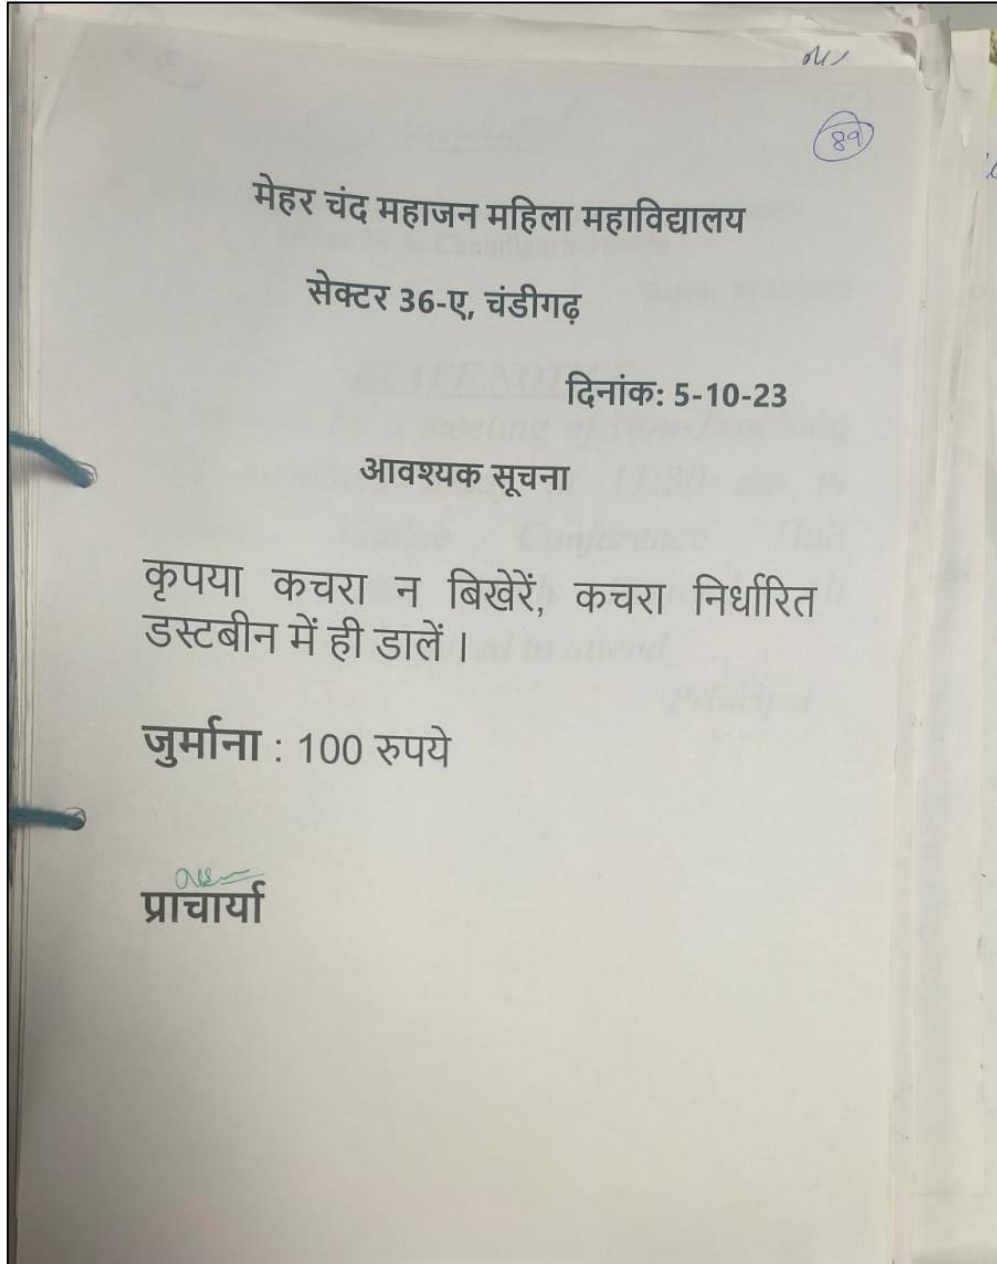 89
मेहर चंद महाजन महिला महाविद्यालय
सेक्टर 36-ए, चंडीगढ़
दिनांक: 5-10-23
आवश्यक सूचना
कृपया कचरा न बिखेरें, कचरा निर्धारित
डस्टबीन में ही डालें ।
जुर्माना : 100 रुपये
प्राचार्या